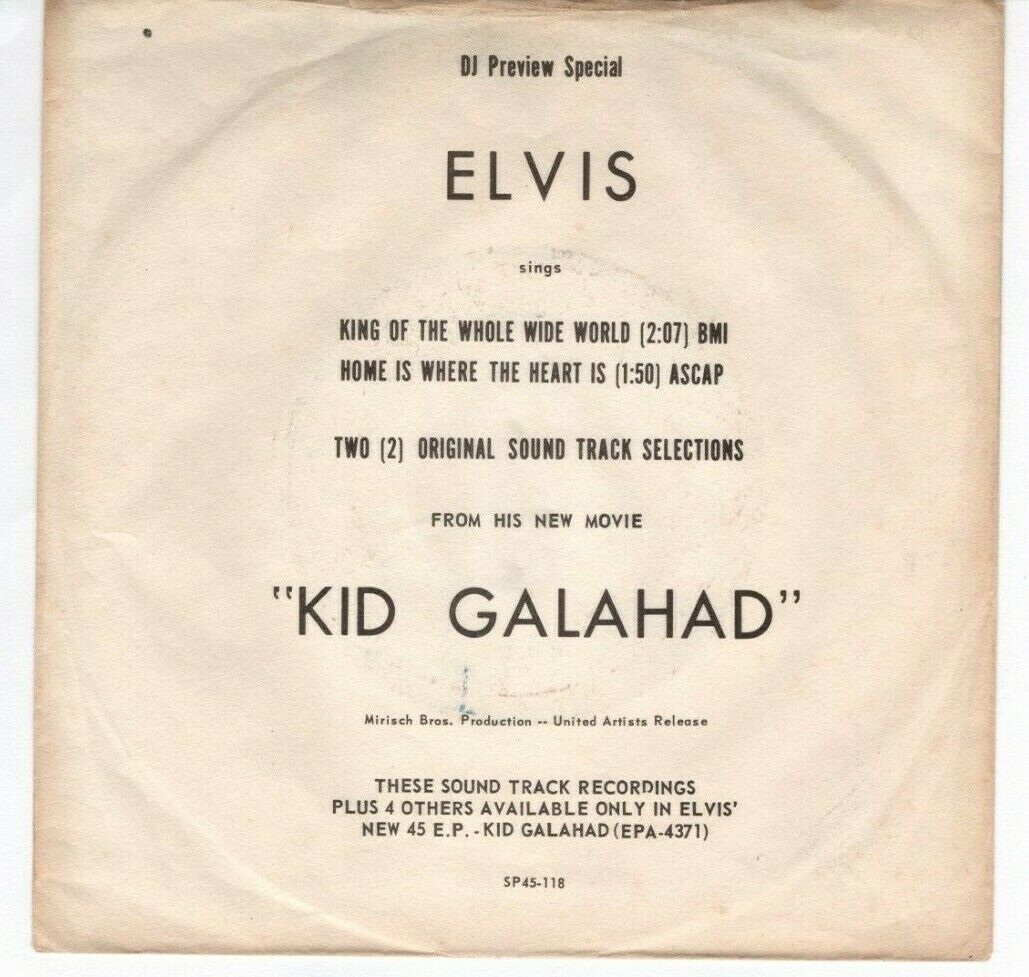 DJ Preview Special
ELVIS
sings
KING OF THE WHOLE WIDE WORLD (2:07) BMI
HOME IS WHERE THE HEART IS (1:50) ASCAP
TWO (2) ORIGINAL SOUND TRACK SELECTIONS
FROM HIS NEW MOVIE
"KID GALAHAD"
Mirisch Bros. Production -- United Artists Release
THESE SOUND TRACK RECORDINGS
PLUS 4 OTHERS AVAILABLE ONLY IN ELVIS'
NEW 45 E.P. - KID GALAHAD (EPA-4371)
SP45-118